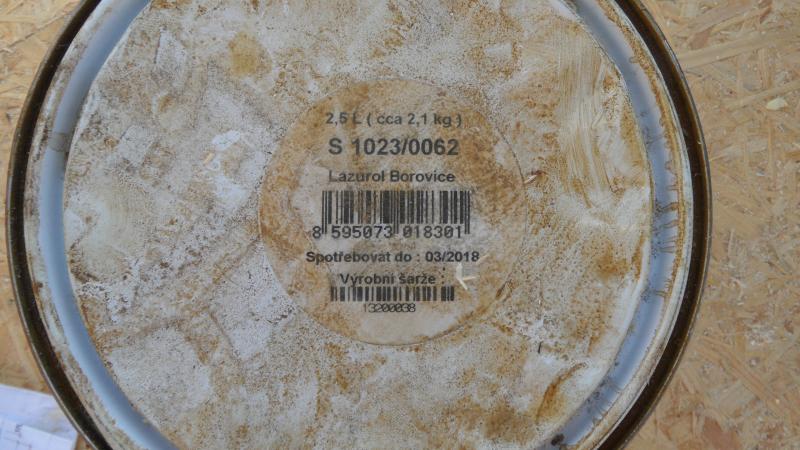 2,5 L ( cca 2,1 kg )
S 1023/0062
Lazurol Borovice
8 595073 018301
Spotřebovat do : 03/2018
Výrobní šarže :
13200038